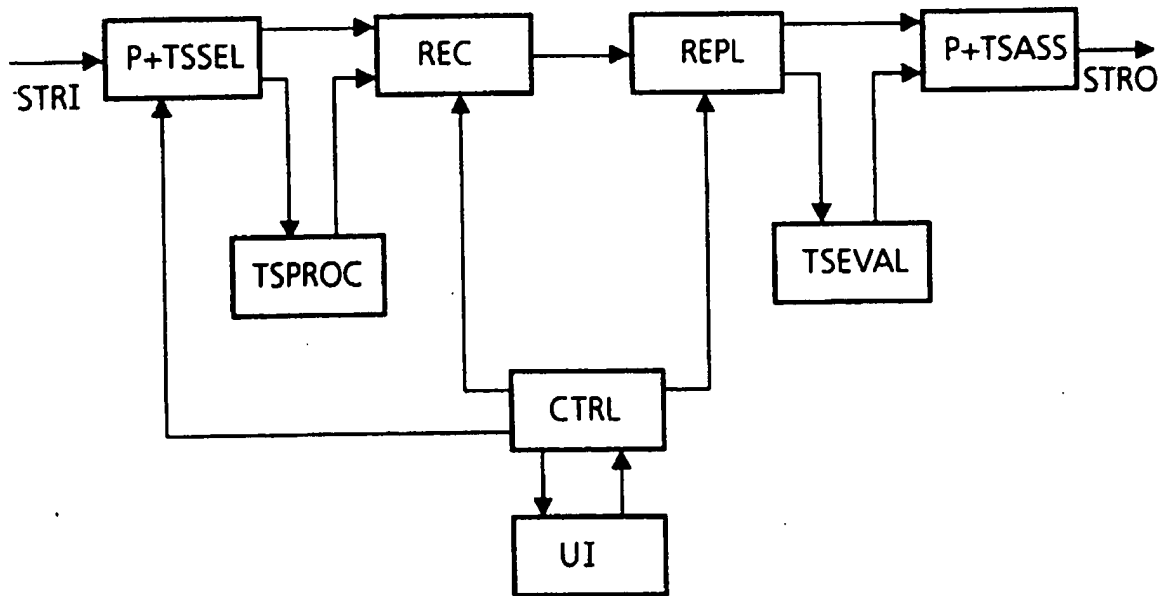 P+TSSEL
REC
REPL
P+TSASS
STRI
STRO
TSPROC
TSEVAL
CTRL
UI